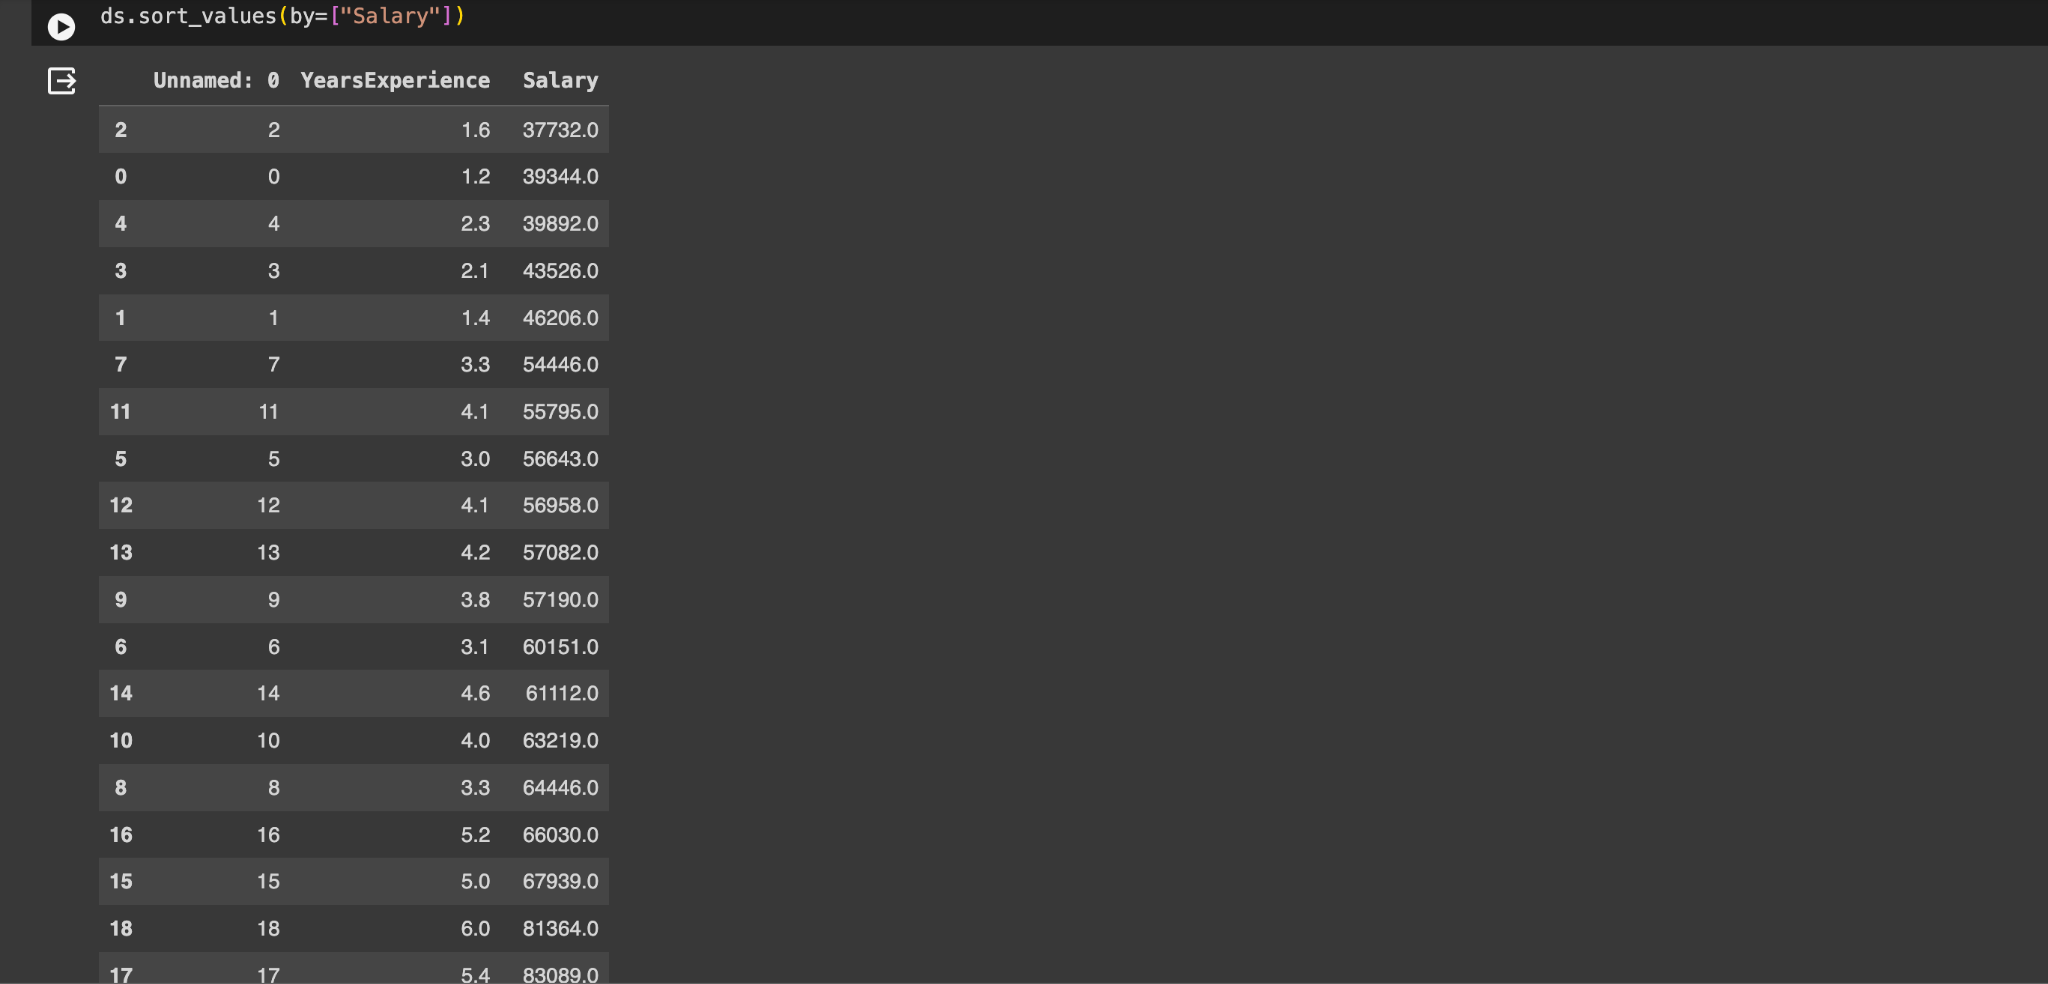 ds.sort_values(by=["Salary"])
Unnamed: 0 YearsExperience Salary
2 2 1.6 37732.0
0 0 1.2 39344.0
4 4 2.3 39892.0
3 3 2.1 43526.0
1 1 1.4 46206.0
7 7 3.3 54446.0
11 11 4.1 55795.0
5 5 3.0 56643.0
12 12 4.1 56958.0
13 13 4.2 57082.0
9 9 3.8 57190.0
6 6 3.1 60151.0
14 14 4.6 61112.0
10 10 4.0 63219.0
8 8 3.3 64446.0
16 16 5.2 66030.0
15 15 5.0 67939.0
18 18 6.0 81364.0
17 17 5.4 83089.0